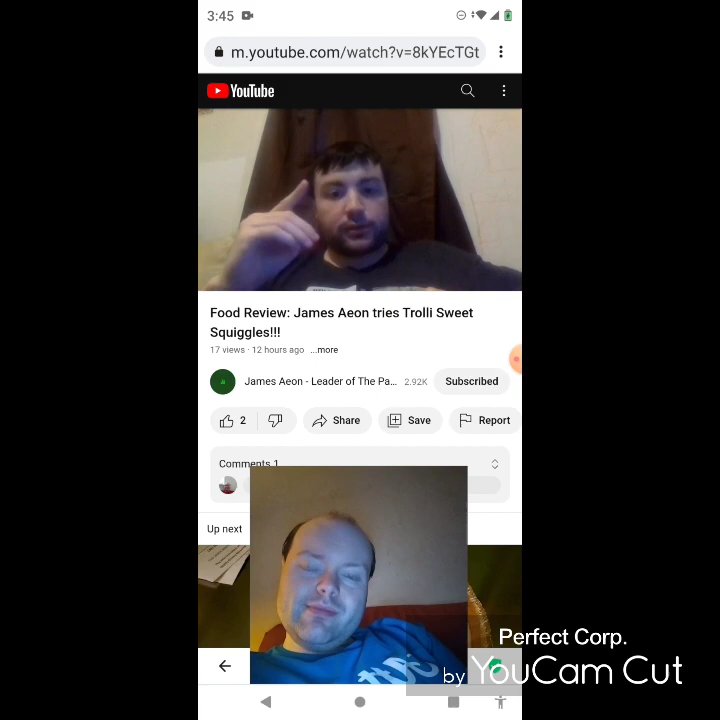 3:45
m.youtube.com/watch?v=8kYEcTGt
YouTube
Food Review: James Aeon tries Trolli Sweet
Squiggles!!!
17 views · 12 hours ago ...more
James Aeon - Leader of The Pa... 2.92K Subscribed
2 Share Save Report
Comments 1
Up next
Perfect Corp.
by YouCam Cut